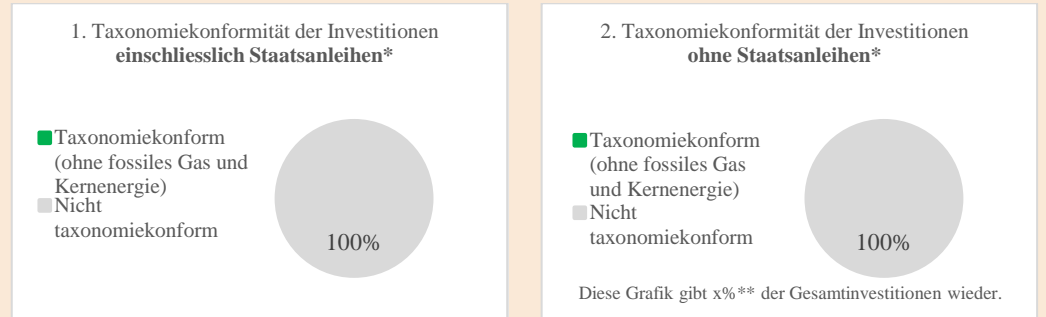 1. Taxonomiekonformität der Investitionen
einschliesslich Staatsanleihen*
Taxonomiekonform
(ohne fossiles Gas und
Kernenergie)
Nicht
taxonomiekonform
100%
2. Taxonomiekonformität der Investitionen
ohne Staatsanleihen*
Taxonomiekonform
(ohne fossiles Gas
und Kernenergie)
Nicht
taxonomiekonform
100%
Diese Grafik gibt x%** der Gesamtinvestitionen wieder.